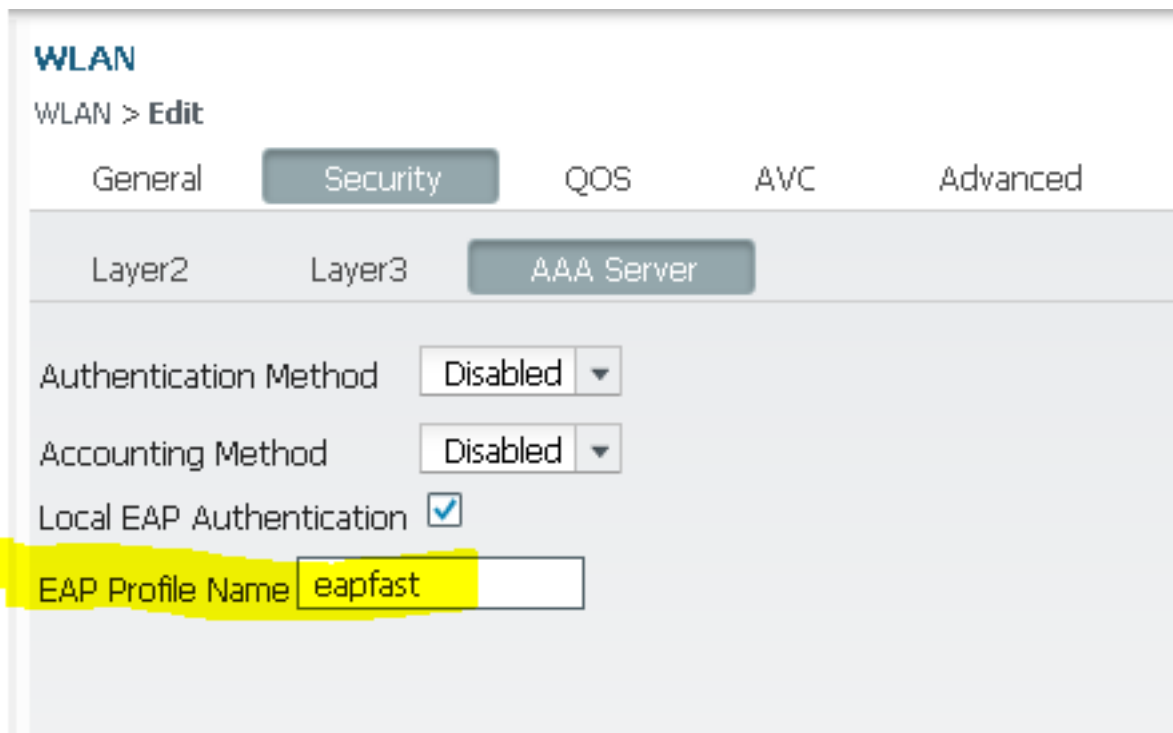 WLAN
WLAN > Edit
General Security QOS AVC Advanced
Layer2 Layer3 AAA Server
Authentication Method Disabled
Accounting Method Disabled
Local EAP Authentication
EAP Profile Name eapfast